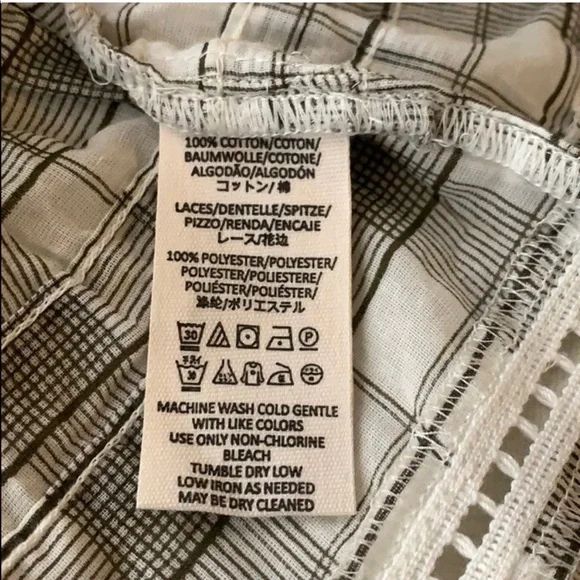 100% COTTON/COTON/
BAUMWOLLE/COTONE/
ALGODÃO/ALGODÓN
コットン/棉
LACES/DENTELLE/SPITZE/
PIZZO/RENDA/ENCAJE
レース/花边
100% POLYESTER/POLYESTER/
POLYESTER/POLIESTERE/
POLIÉSTER/POLIÉSTER/
涤纶/ポリエステル
30 P
MACHINE WASH COLD GENTLE
WITH LIKE COLORS
USE ONLY NON-CHLORINE
BLEACH
TUMBLE DRY LOW
LOW IRON AS NEEDED
MAY BE DRY CLEANED